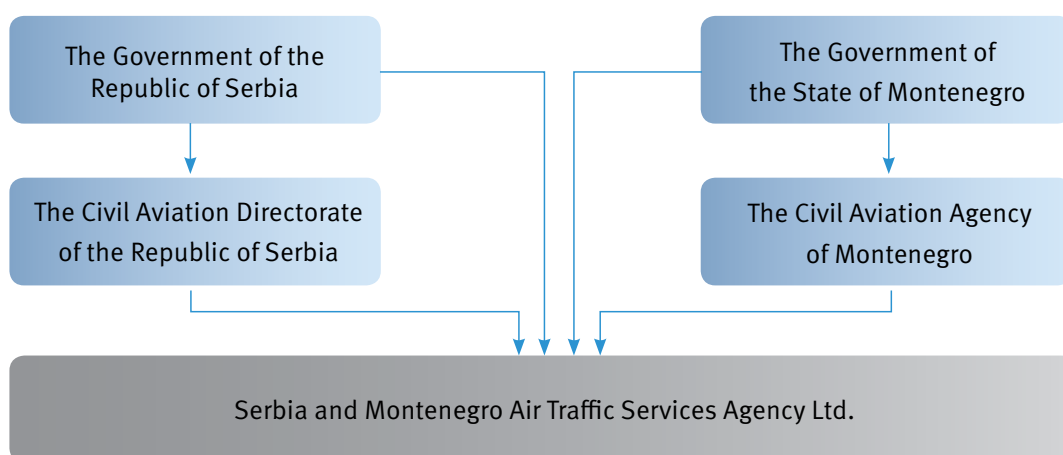 The Government of the
Republic of Serbia
The Government of
the State of Montenegro
The Civil Aviation Directorate
of the Republic of Serbia
The Civil Aviation Agency
of Montenegro
Serbia and Montenegro Air Traffic Services Agency Ltd.